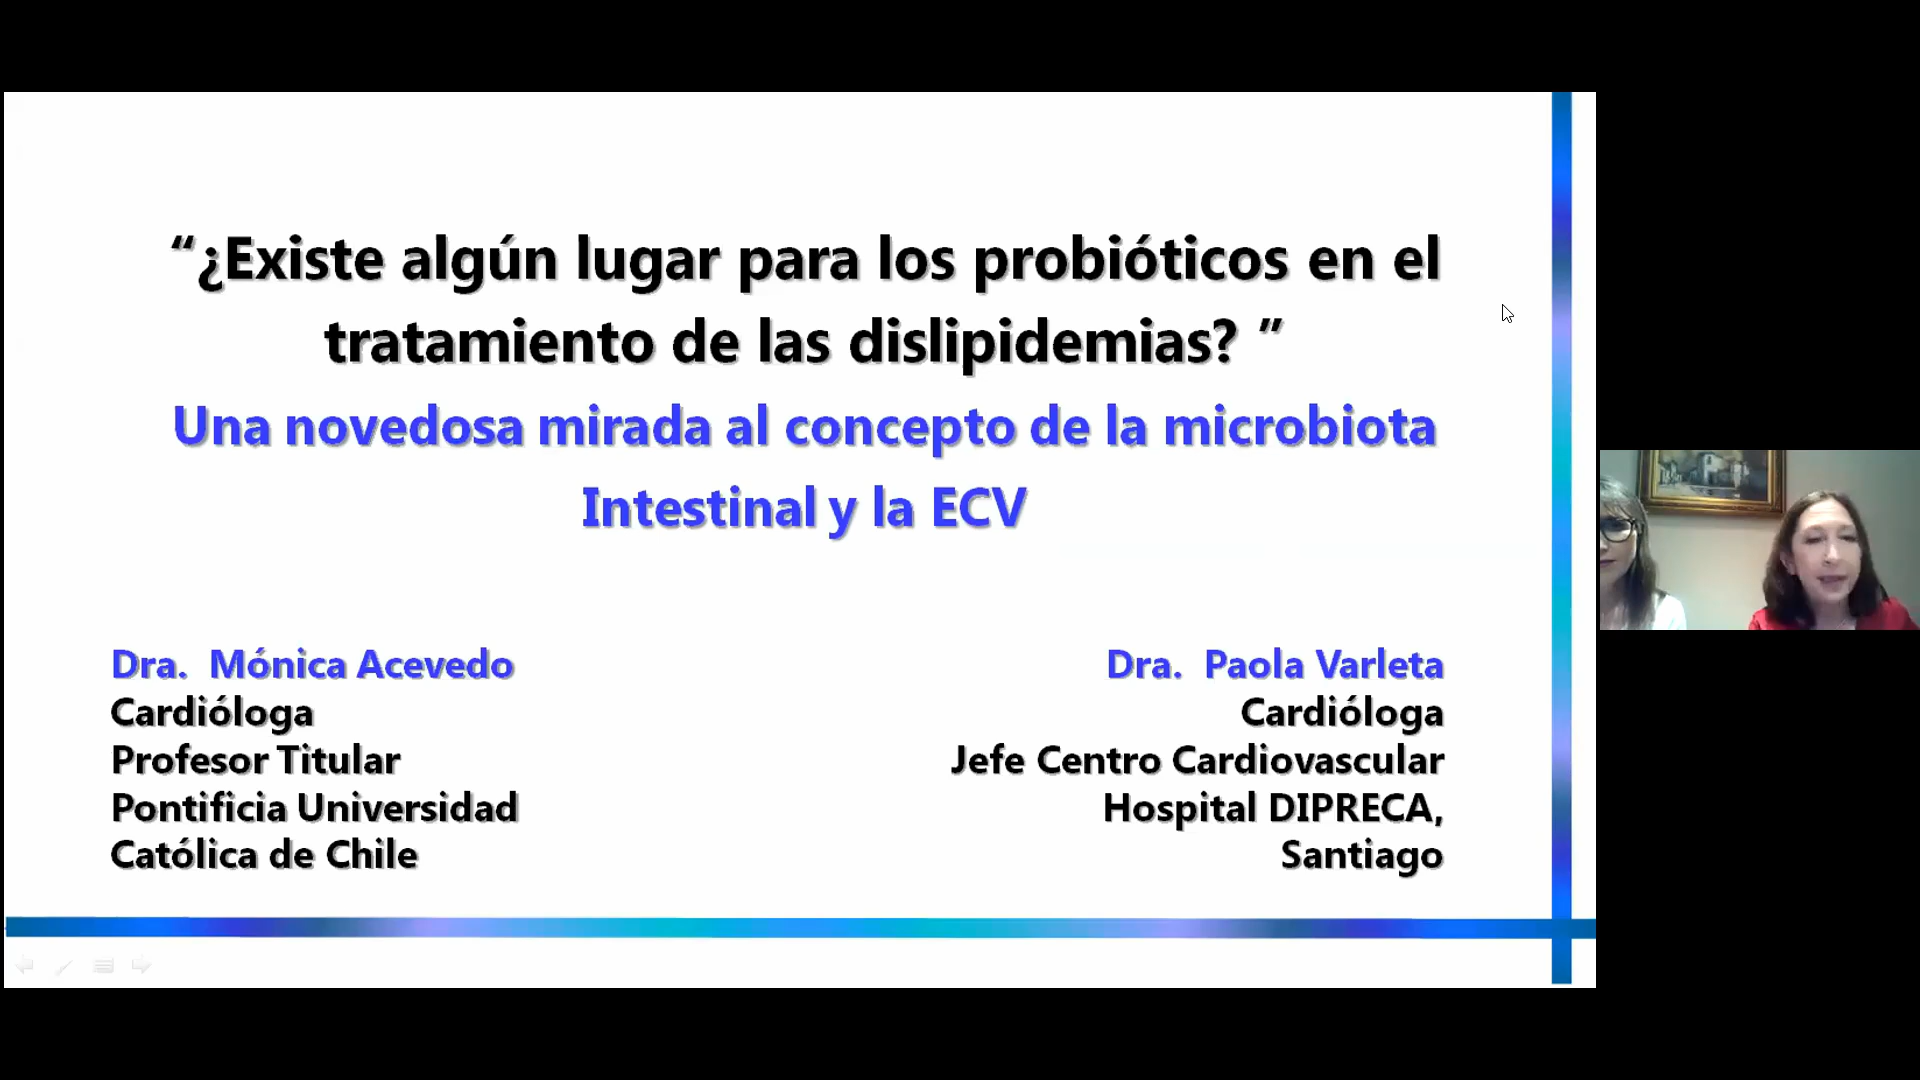 “¿Existe algún lugar para los probióticos en el
tratamiento de las dislipidemias? ”
Una novedosa mirada al concepto de la microbiota
Intestinal y la ECV
Dra. Mónica Acevedo
Cardióloga
Profesor Titular
Pontificia Universidad
Católica de Chile
Dra. Paola Varleta
Cardióloga
Jefe Centro Cardiovascular
Hospital DIPRECA,
Santiago